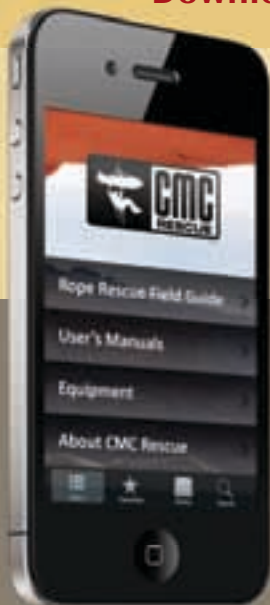 CMC
RESCUE
Rope Rescue Field Guide
User's Manuals
Equipment
About CMC Rescue